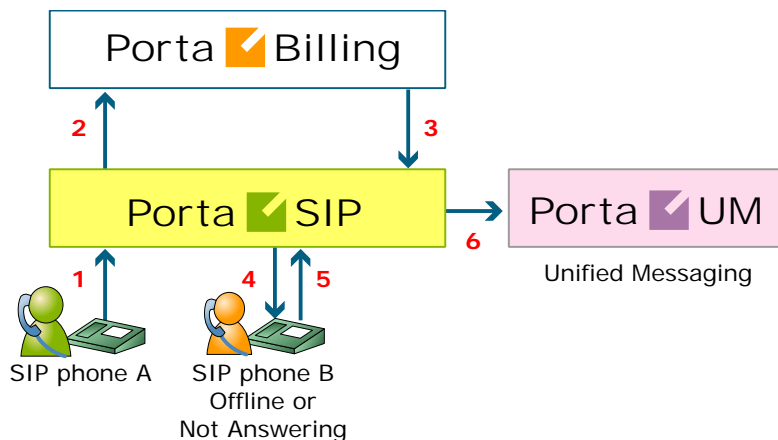 Porta Billing
2
3
Porta SIP
Porta UM
6
Unified Messaging
1
4
5
SIP phone A
SIP phone B
Offline or
Not Answering